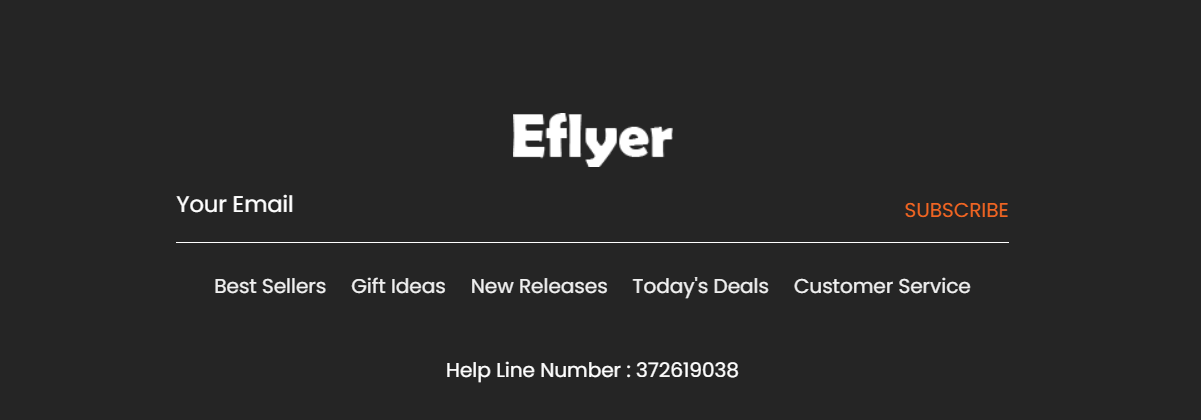 Eflyer
Your Email SUBSCRIBE
Best Sellers Gift Ideas New Releases Today's Deals Customer Service
Help Line Number : 372619038